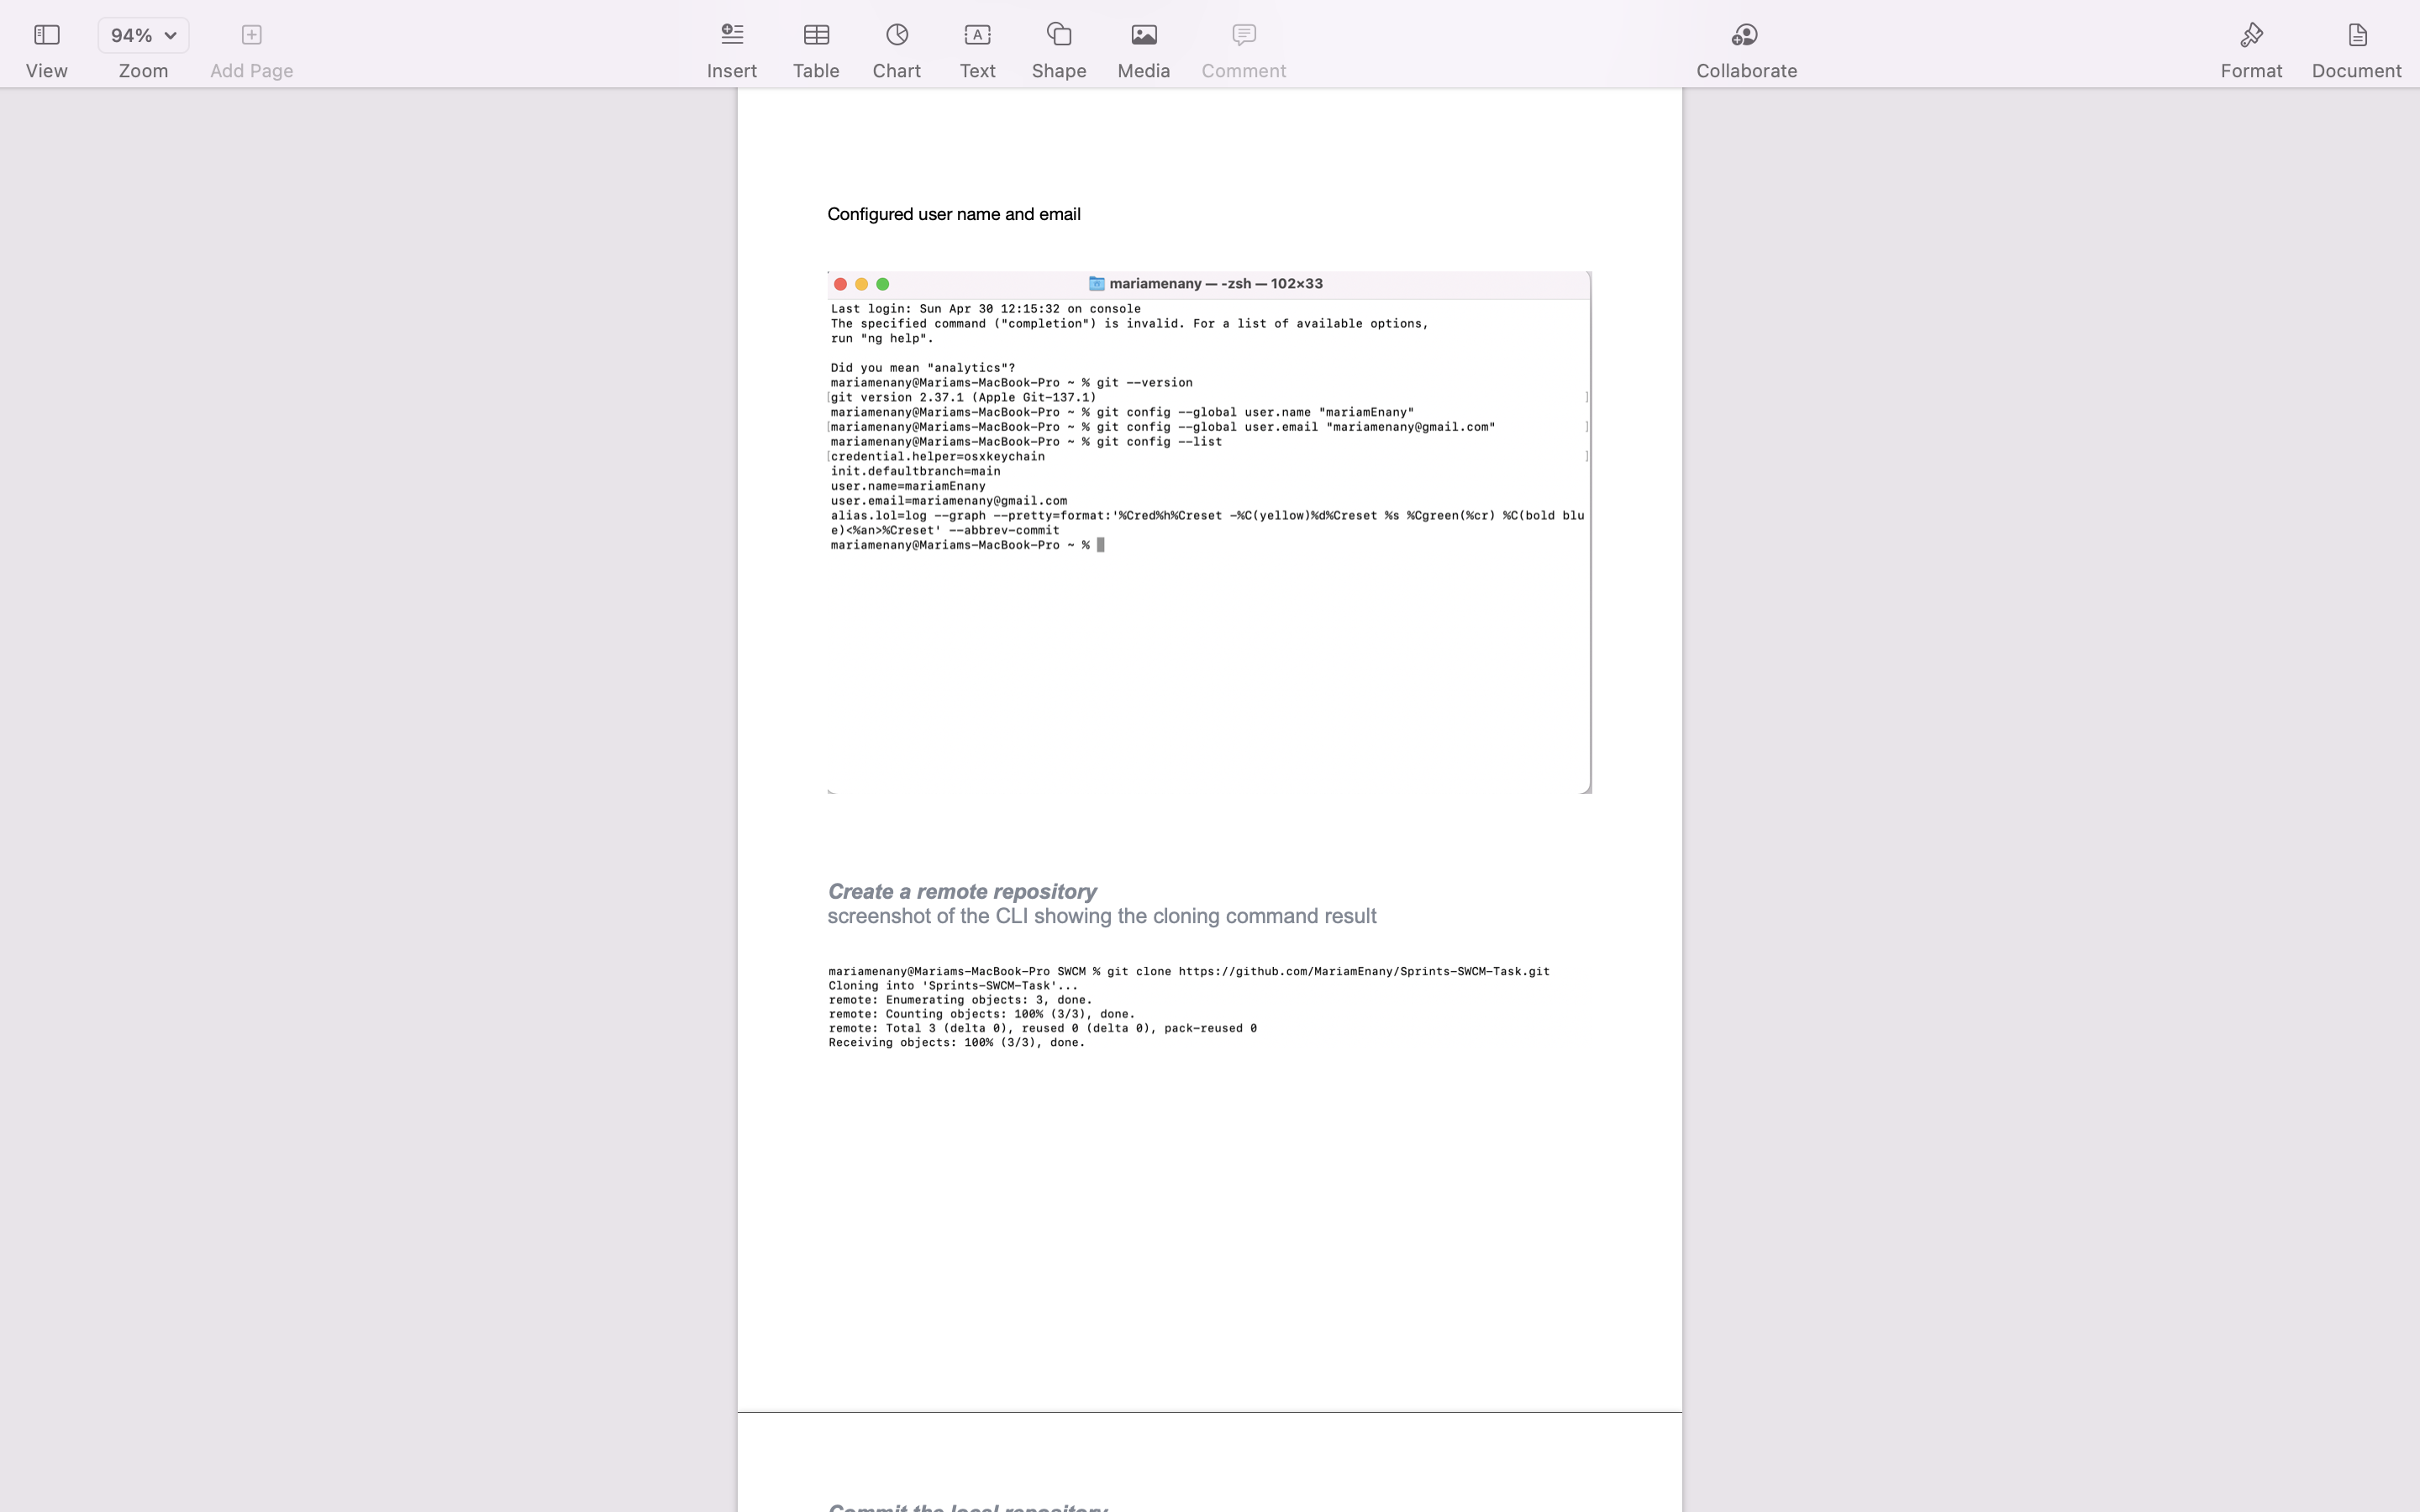 94%
View
Zoom
Add Page
Insert
Table
Chart
Text
Shape
Media
Comment
Collaborate
Format
Document
Configured user name and email
mariamenany — -zsh — 102×33
Last login: Sun Apr 30 12:15:32 on console
The specified command ("completion") is invalid. For a list of available options,
run "ng help".
Did you mean "analytics"?
mariamenany@Mariams-MacBook-Pro ~ % git --version
[git version 2.37.1 (Apple Git-137.1) ]
mariamenany@Mariams-MacBook-Pro ~ % git config --global user.name "mariamEnany"
[mariamenany@Mariams-MacBook-Pro ~ % git config --global user.email "mariamenany@gmail.com" ]
mariamenany@Mariams-MacBook-Pro ~ % git config --list
[credential.helper=osxkeychain ]
init.defaultbranch=main
user.name=mariamEnany
user.email=mariamenany@gmail.com
alias.lol=log --graph --pretty=format:'%Cred%h%Creset -%C(yellow)%d%Creset %s %Cgreen(%cr) %C(bold blu
e)<%an>%Creset' --abbrev-commit
mariamenany@Mariams-MacBook-Pro ~ %
Create a remote repository
screenshot of the CLI showing the cloning command result
mariamenany@Mariams-MacBook-Pro SWCM % git clone https://github.com/MariamEnany/Sprints-SWCM-Task.git
Cloning into 'Sprints-SWCM-Task'...
remote: Enumerating objects: 3, done.
remote: Counting objects: 100% (3/3), done.
remote: Total 3 (delta 0), reused 0 (delta 0), pack-reused 0
Receiving objects: 100% (3/3), done.
Commit the local repository